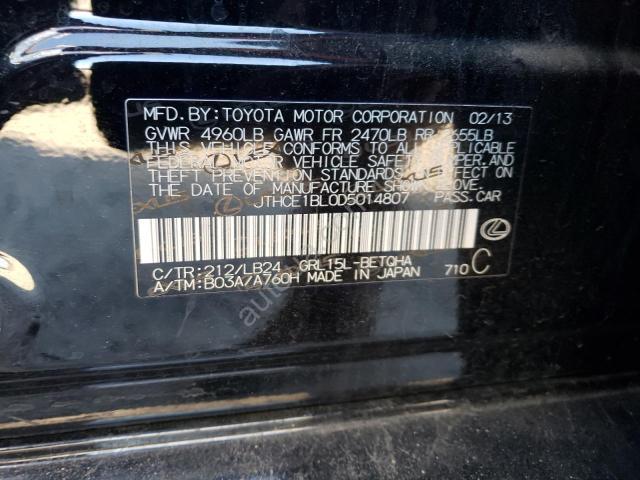 MFD.BY:TOYOTA MOTOR CORPORATION 02/13
GVWR 4960LB GAWR FR 2470LB RR 2655LB
THIS VEHICLE CONFORMS TO ALL APPLICABLE
FEDERAL MOTOR VEHICLE SAFETY, BUMPER, AND
THEFT PREVENTION STANDARDS IN EFFECT ON
THE DATE OF MANUFACTURE SHOWN ABOVE.
JTHCE1BL0D5014807 PASS.CAR
C/TR:212/LB24 GRL15L-BETQHA
A/TM:B03A/A760H MADE IN JAPAN 710 C